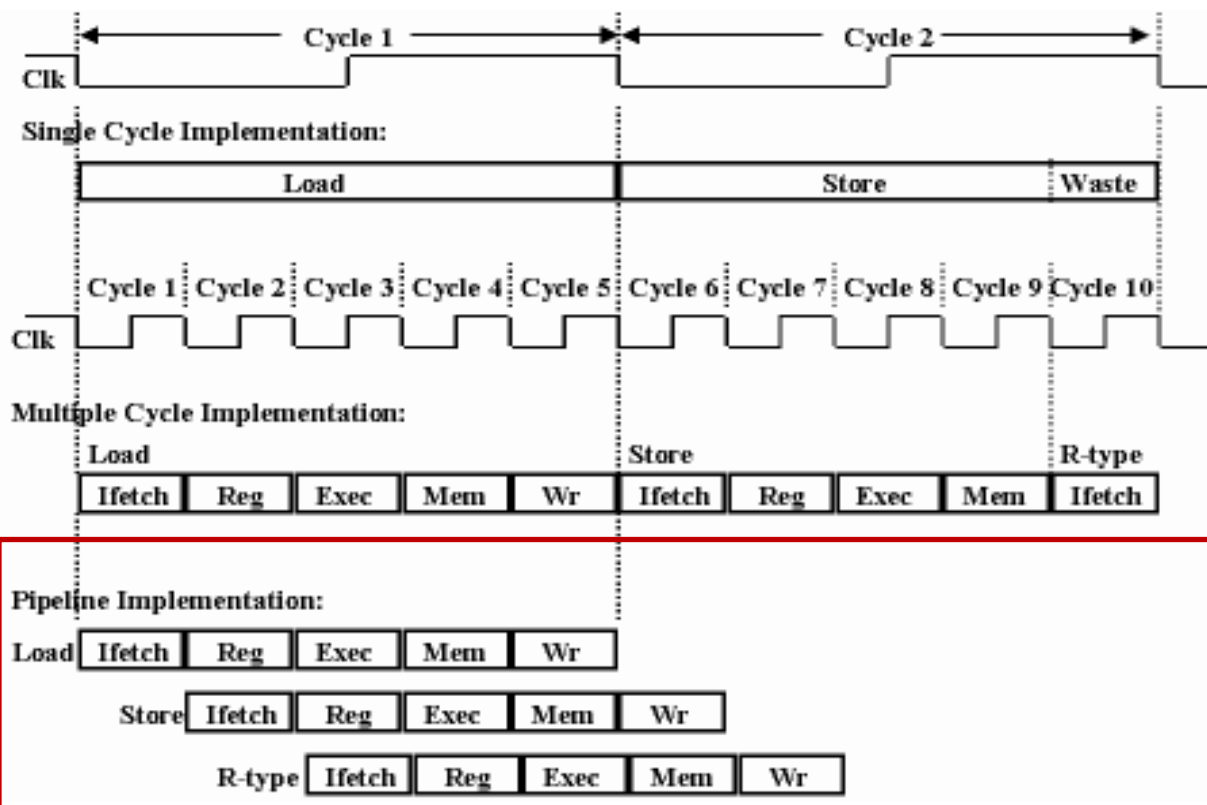 Cycle 1 Cycle 2
Clk
Single Cycle Implementation:
Load Store Waste
Cycle 1 Cycle 2 Cycle 3 Cycle 4 Cycle 5 Cycle 6 Cycle 7 Cycle 8 Cycle 9 Cycle 10
Clk
Multiple Cycle Implementation:
Load Store R-type
Ifetch Reg Exec Mem Wr Ifetch Reg Exec Mem Ifetch
Pipeline Implementation:
Load Ifetch Reg Exec Mem Wr
Store Ifetch Reg Exec Mem Wr
R-type Ifetch Reg Exec Mem Wr